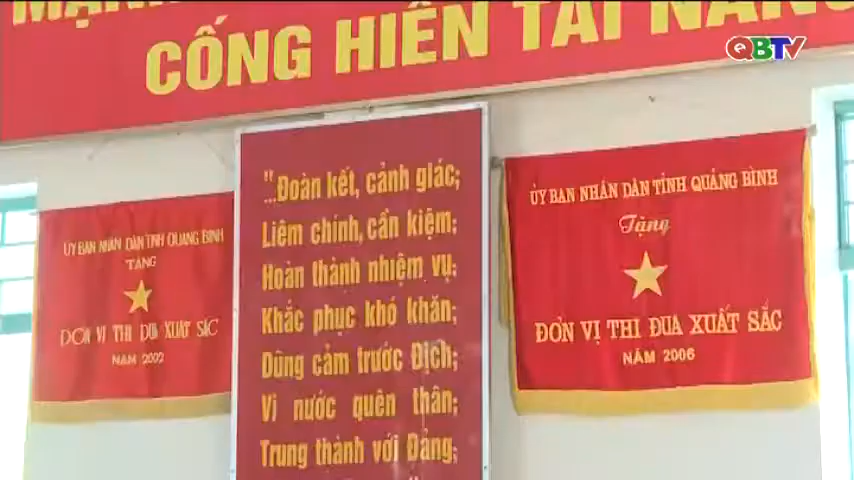 CỐNG HIẾN TÀI NĂNG
QBTV
ỦY BAN NHÂN DÂN TỈNH QUẢNG BÌNH
TẶNG
ĐƠN VỊ THI ĐUA XUẤT SẮC
NĂM 2002
"...Đoàn kết, cảnh giác;
Liêm chính, cần kiệm;
Hoàn thành nhiệm vụ;
Khắc phục khó khăn;
Dũng cảm trước Địch;
Vì nước quên thân;
Trung thành với Đảng,
ỦY BAN NHÂN DÂN TỈNH QUẢNG BÌNH
Tặng
ĐƠN VỊ THI ĐUA XUẤT SẮC
NĂM 2006